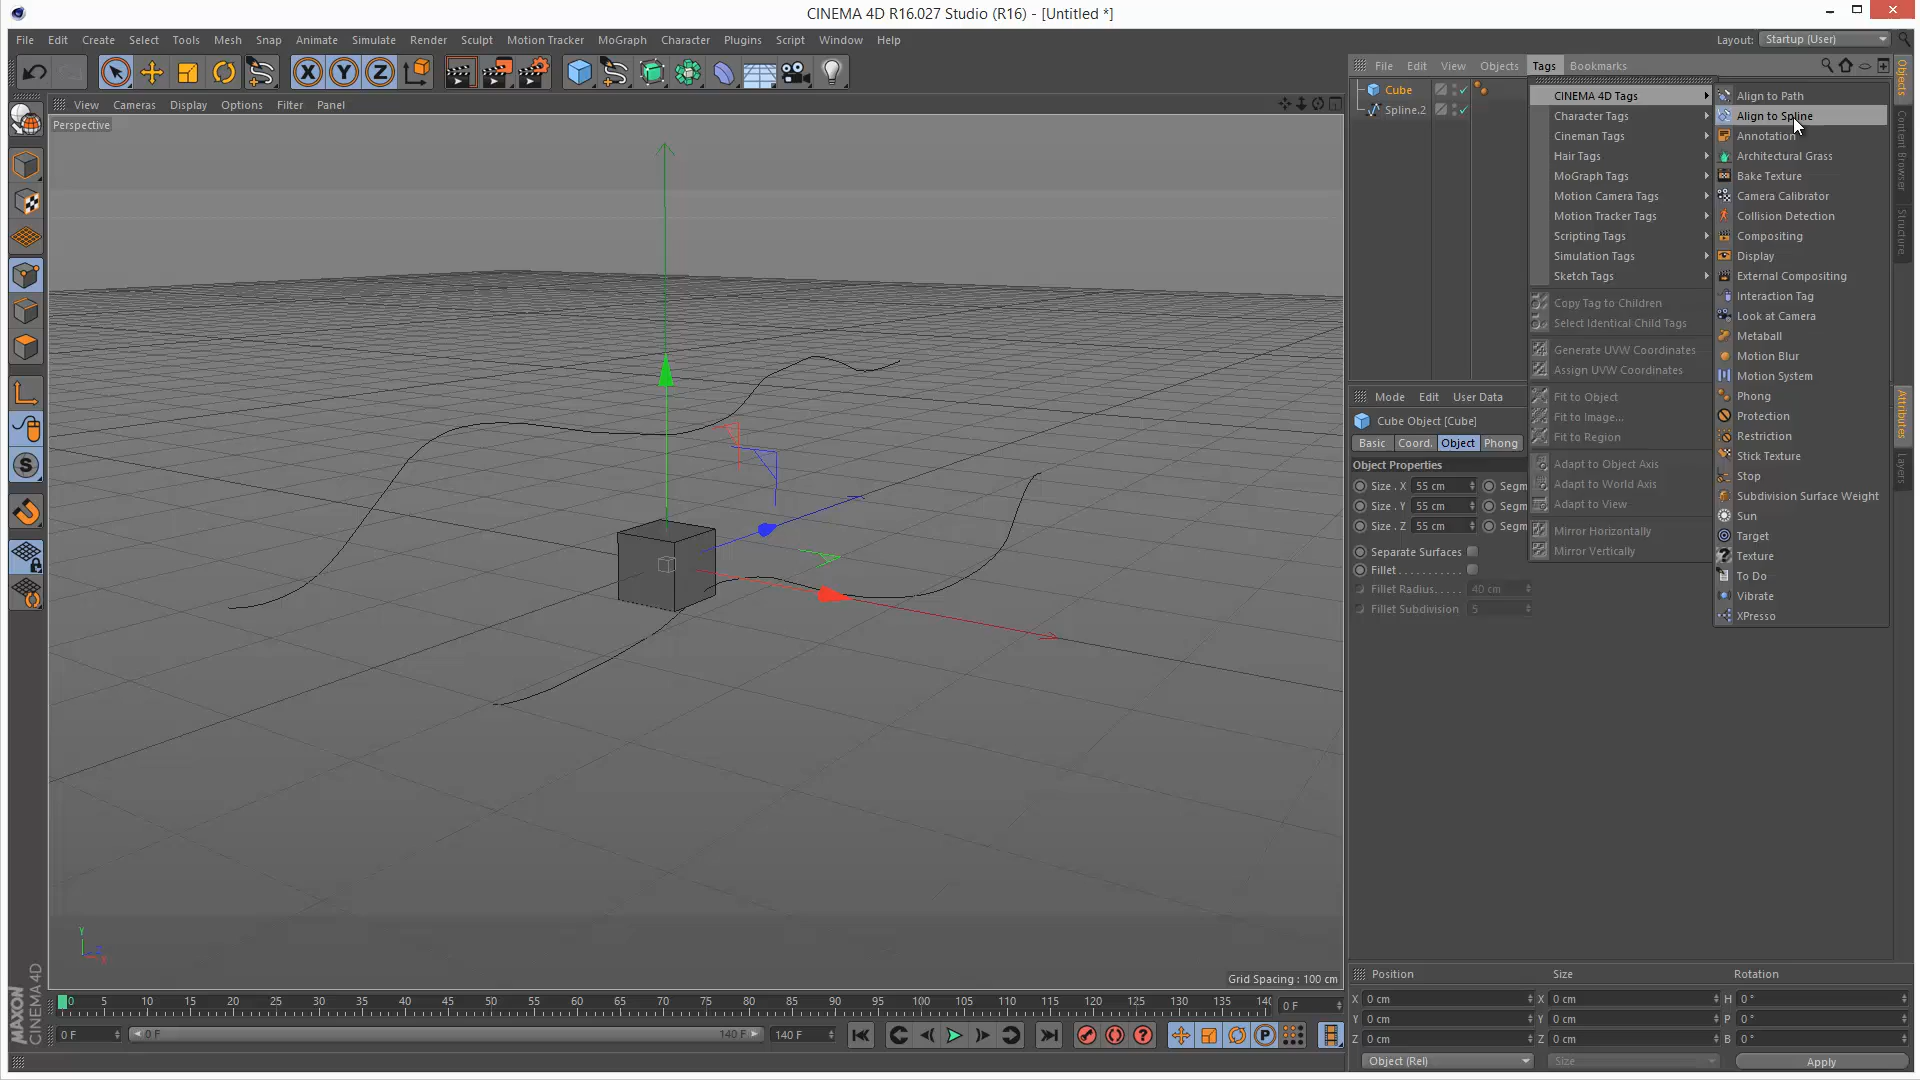 CINEMA 4D R16.027 Studio (R16) - [Untitled *]
File Edit Create Select Tools Mesh Snap Animate Simulate Render Sculpt Motion Tracker MoGraph Character Plugins Script Window Help
Layout: Startup (User)
X Y Z
File Edit View Objects Tags Bookmarks
View Cameras Display Options Filter Panel
Perspective
Cube
Spline.2
CINEMA 4D Tags
Character Tags
Cineman Tags
Hair Tags
MoGraph Tags
Motion Camera Tags
Motion Tracker Tags
Scripting Tags
Simulation Tags
Sketch Tags
Copy Tag to Children
Select Identical Child Tags
Generate UVW Coordinates
Assign UVW Coordinates
Fit to Object
Fit to Image...
Fit to Region
Adapt to Object Axis
Adapt to World Axis
Adapt to View
Mirror Horizontally
Mirror Vertically
Align to Path
Align to Spline
Annotation
Architectural Grass
Bake Texture
Camera Calibrator
Collision Detection
Compositing
Display
External Compositing
Interaction Tag
Look at Camera
Metaball
Motion Blur
Motion System
Phong
Protection
Restriction
Stick Texture
Stop
Subdivision Surface Weight
Sun
Target
Texture
To Do
Vibrate
XPresso
Objects
Content Browser
Structure
Attributes
Layers
Mode Edit User Data
Cube Object [Cube]
Basic Coord. Object Phong
Object Properties
Size . X 55 cm Segm
Size . Y 55 cm Segm
Size . Z 55 cm Segm
Separate Surfaces
Fillet . . . . . . . . . . .
Fillet Radius. . . . . 40 cm
Fillet Subdivision 5
Y
Grid Spacing : 100 cm
0 5 10 15 20 25 30 35 40 45 50 55 60 65 70 75 80 85 90 95 100 105 110 115 120 125 130 135 140
0 F
0 F 0 F 140 F 140 F
MAXON
CINEMA 4D
Position Size Rotation
X 0 cm X 0 cm H 0 °
Y 0 cm Y 0 cm P 0 °
Z 0 cm Z 0 cm B 0 °
Object (Rel) Size Apply